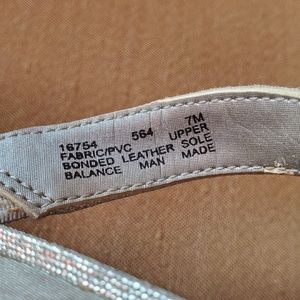 16754 564 7M
FABRIC/PVC UPPER
BONDED LEATHER SOLE
BALANCE MAN MADE